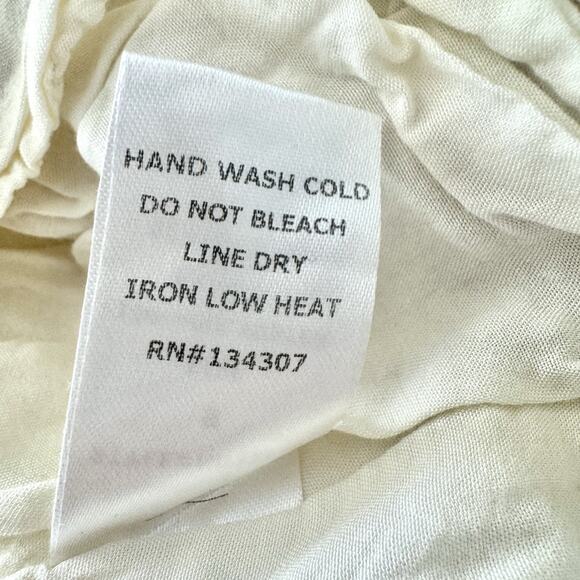 HAND WASH COLD
DO NOT BLEACH
LINE DRY
IRON LOW HEAT
RN#134307